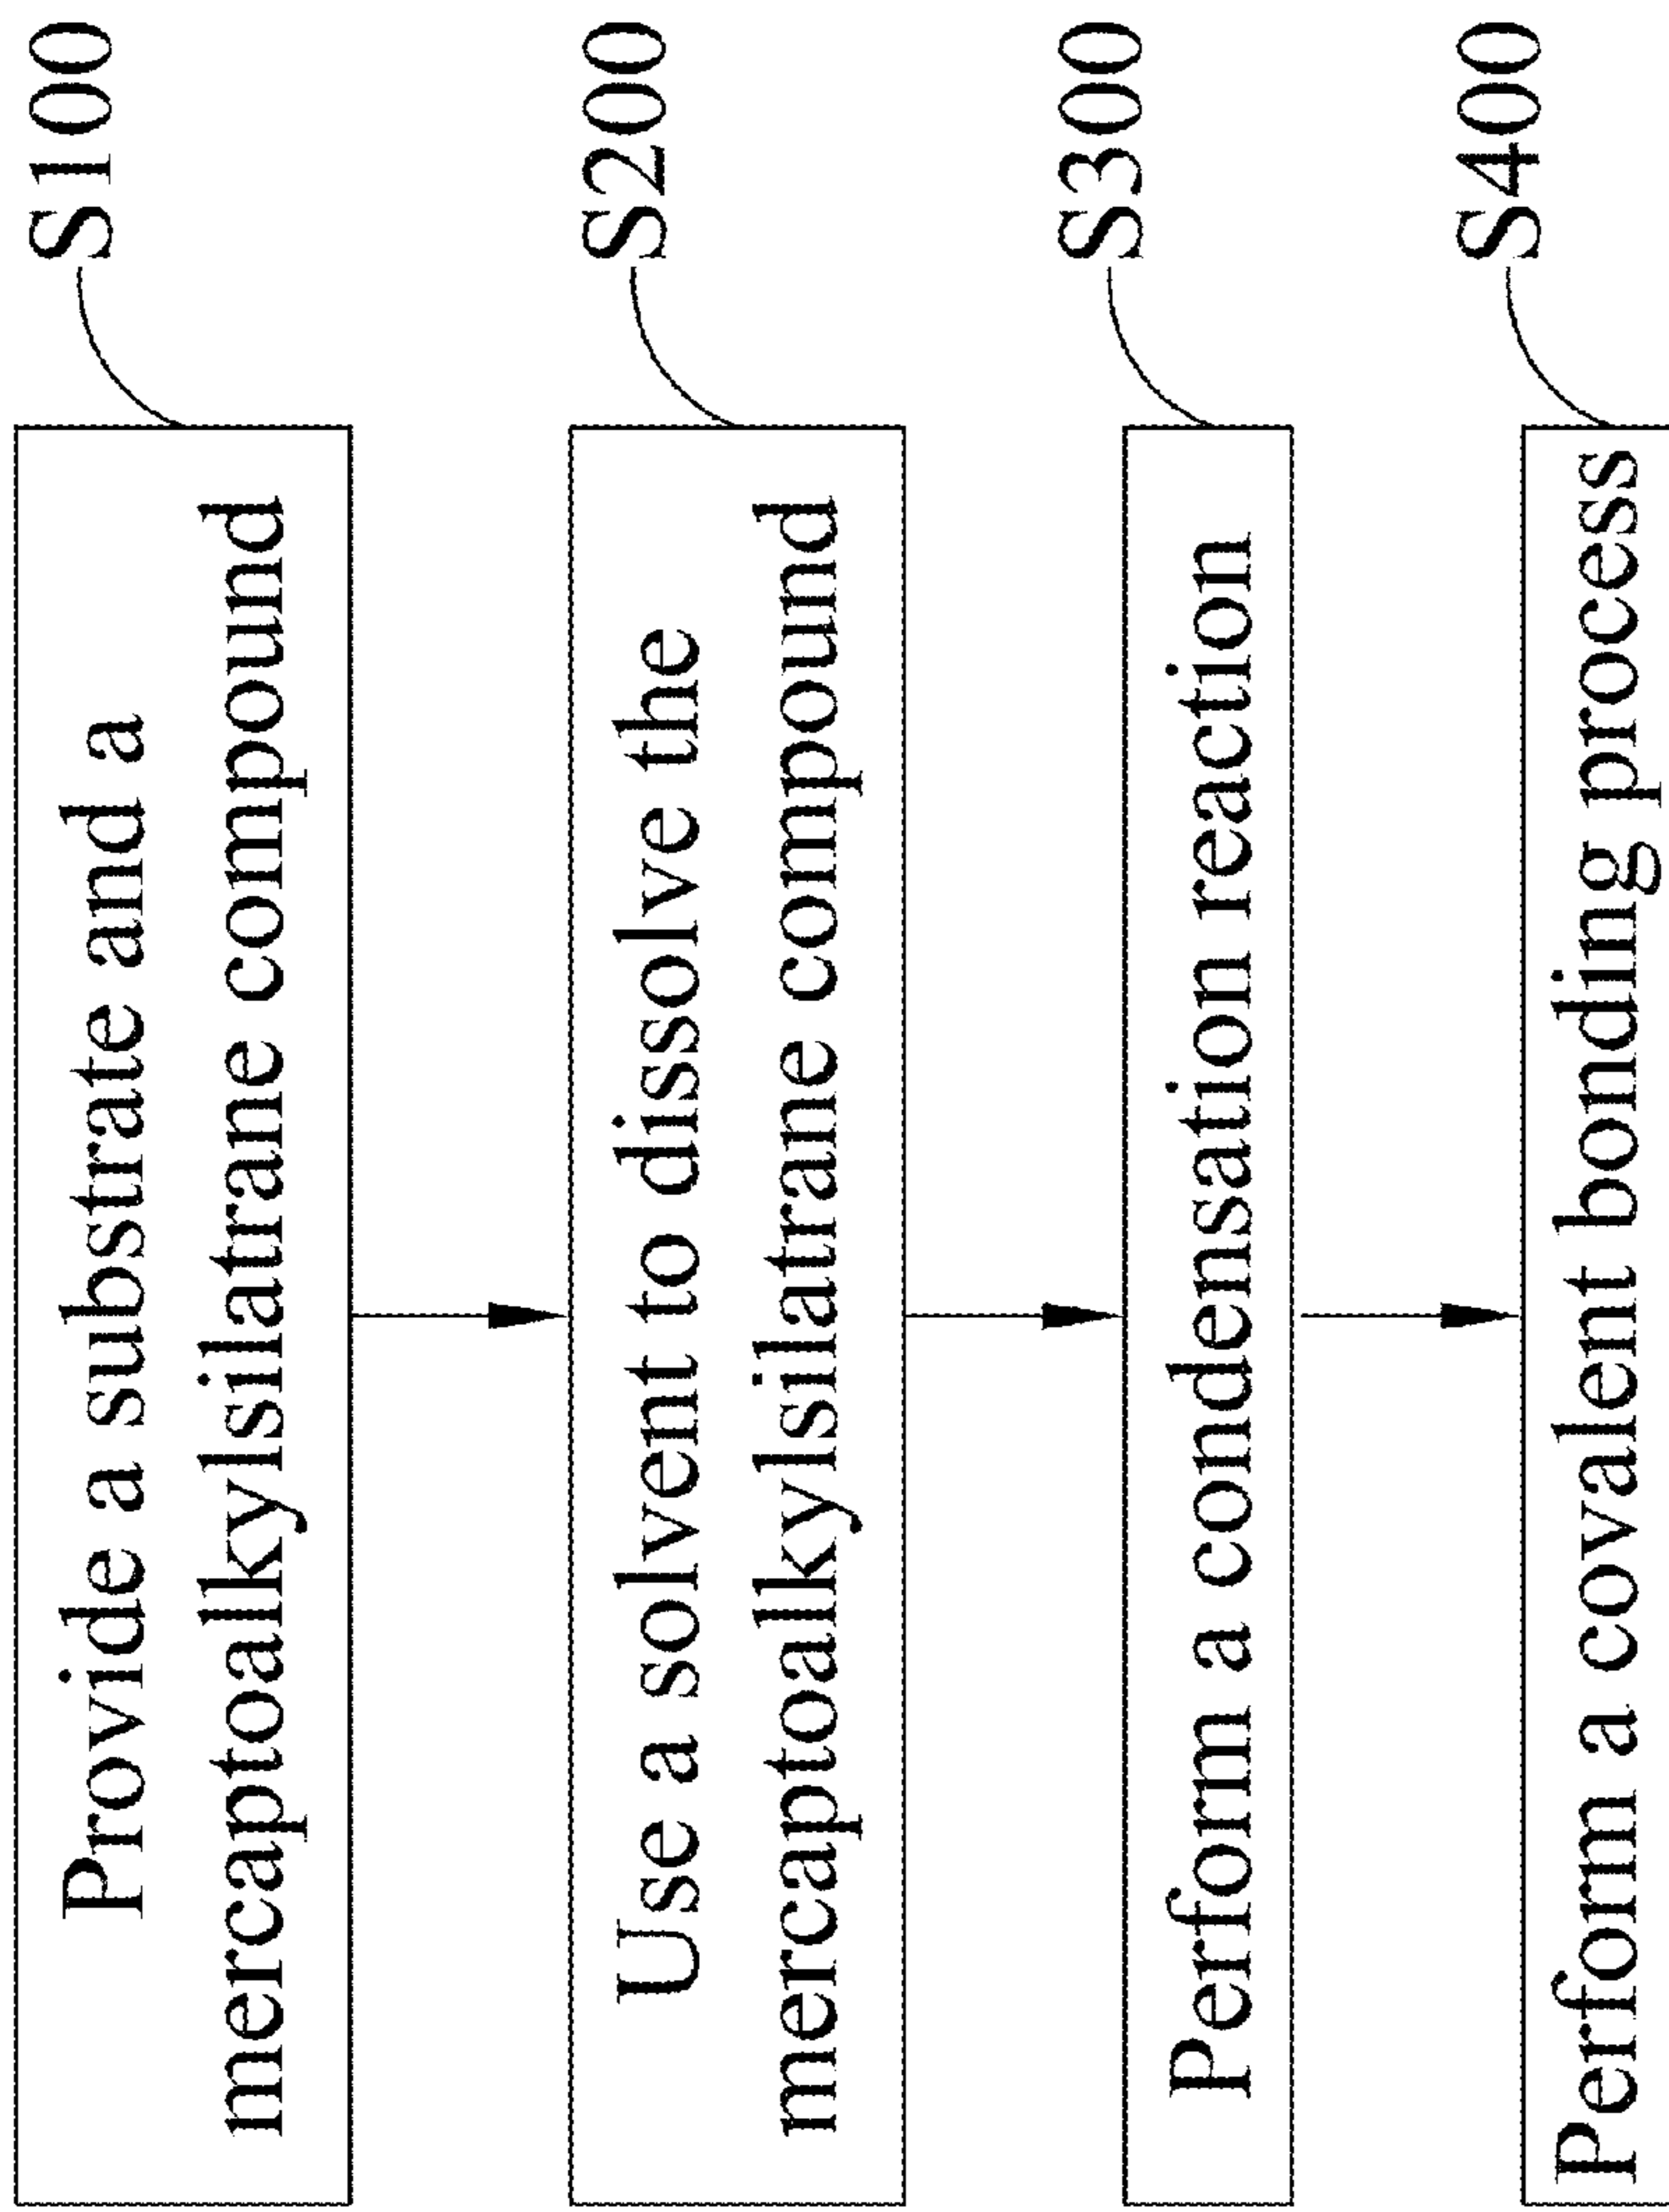 Provide a substrate and a
mercaptoalkylsilatrane compound
S100
Use a solvent to dissolve the
mercaptoalkylsilatrane compound
S200
Perform a condensation reaction
S300
Perform a covalent bonding process
S400